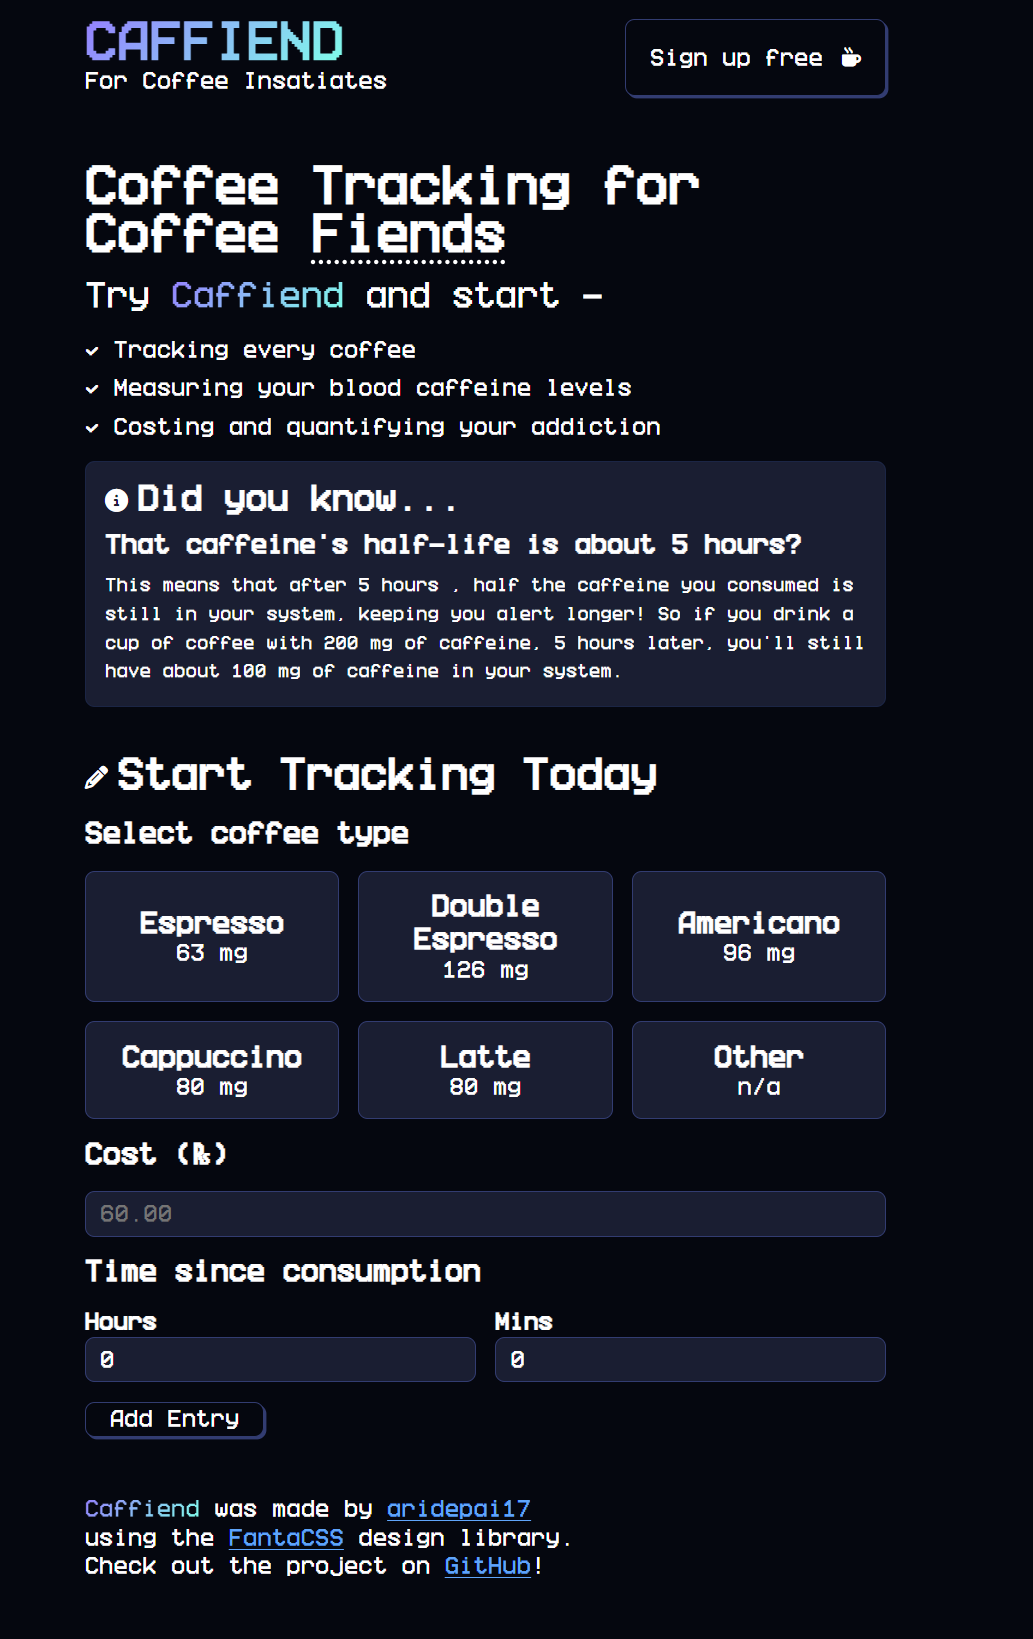 CAFFIEND
For Coffee Insatiates
Sign up free
Coffee Tracking for
Coffee Fiends
Try Caffiend and start -
Tracking every coffee
Measuring your blood caffeine levels
Costing and quantifying your addiction
Did you know...
That caffeine's half-life is about 5 hours?
This means that after 5 hours , half the caffeine you consumed is
still in your system, keeping you alert longer! So if you drink a
cup of coffee with 200 mg of caffeine, 5 hours later, you'll still
have about 100 mg of caffeine in your system.
Start Tracking Today
Select coffee type
Espresso
63 mg
Double
Espresso
126 mg
Americano
96 mg
Cappuccino
80 mg
Latte
80 mg
Other
n/a
Cost (₨)
60.00
Time since consumption
Hours
Mins
0
0
Add Entry
Caffiend was made by aridepai17
using the FantaCSS design library.
Check out the project on GitHub!